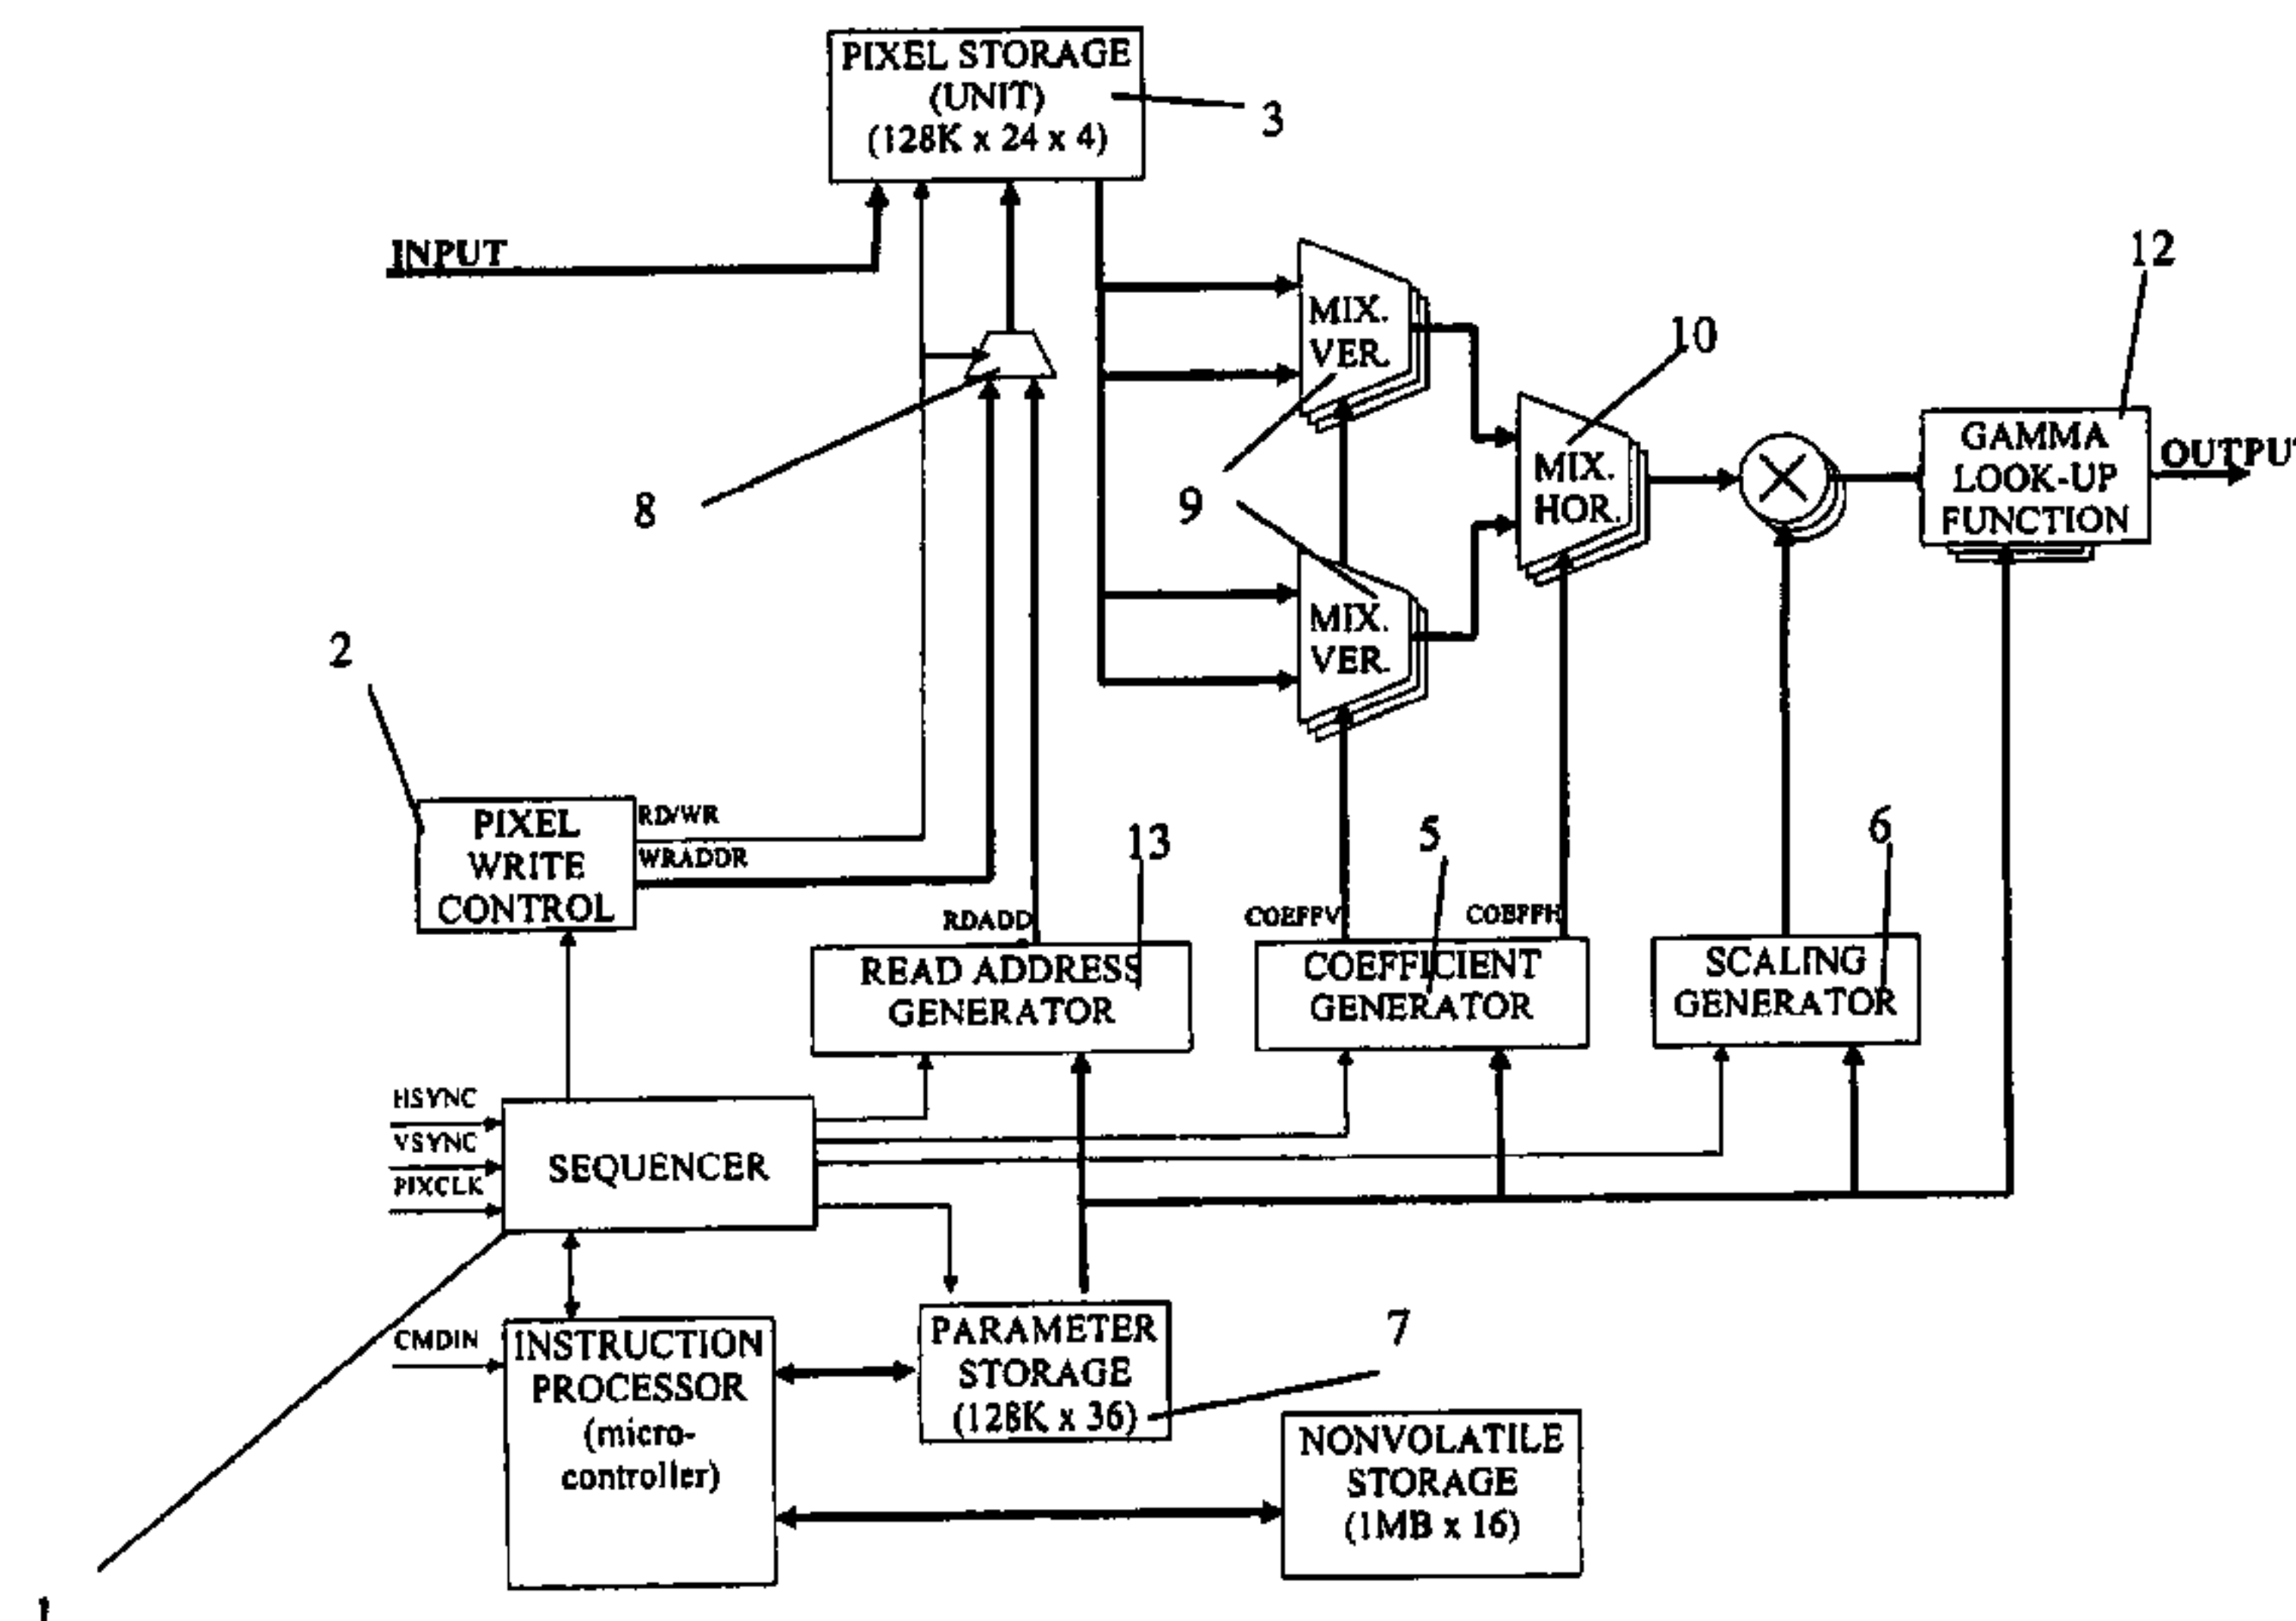 PIXEL STORAGE
(UNIT)
(128K x 24 x 4)
3
INPUT
12
MIX.
VER.
10
MIX.
HOR.
GAMMA
LOOK-UP
FUNCTION
OUTPUT
8
9
MIX.
VER.
2
PIXEL
WRITE
CONTROL
RD/WR
WRADDR
13
5
6
RDADD
COEFFV
COEFFH
READ ADDRESS
GENERATOR
COEFFICIENT
GENERATOR
SCALING
GENERATOR
HSYNC
VSYNC
PIXCLK
SEQUENCER
CMDIN
INSTRUCTION
PROCESSOR
(micro-
controller)
PARAMETER
STORAGE
(128K x 36)
7
NONVOLATILE
STORAGE
(1MB x 16)
1